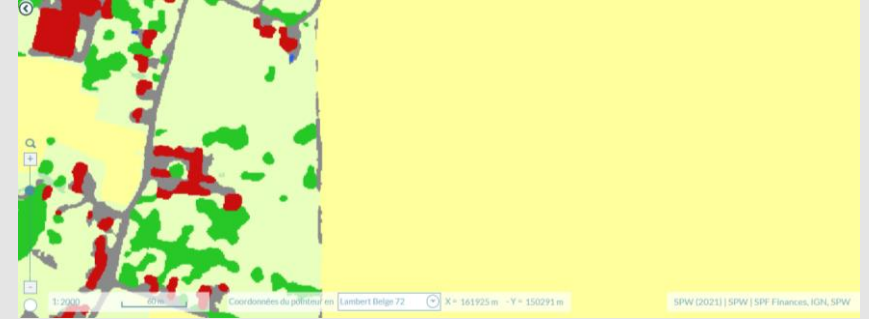 1:2000 60 m Coordonnées du pointeur en Lambert Belge 72 X = 161925 m - Y = 150291 m SPW (2021) | SPW | SPF Finances, IGN, SPW